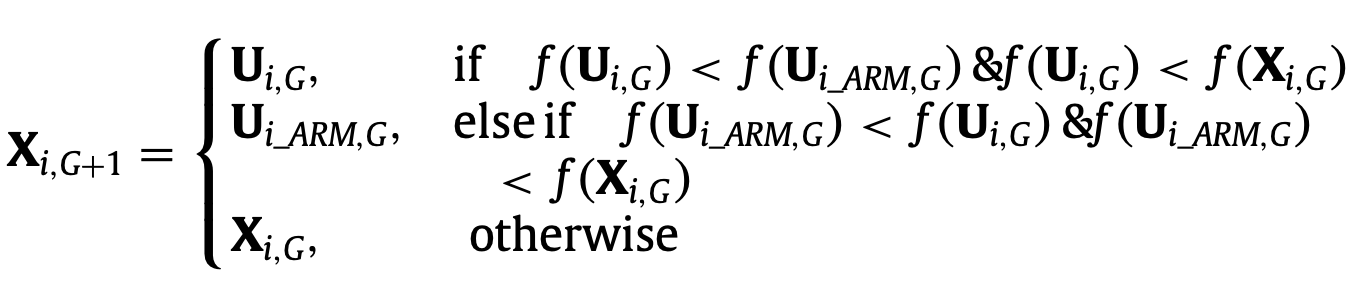 U_{i,G}, if f(U_{i,G}) < f(U_{i_ARM,G}) & f(U_{i,G}) < f(X_{i,G})
U_{i_ARM,G}, else if f(U_{i_ARM,G}) < f(U_{i,G}) & f(U_{i_ARM,G})
X_{i,G+1} = {
< f(X_{i,G})
X_{i,G}, otherwise